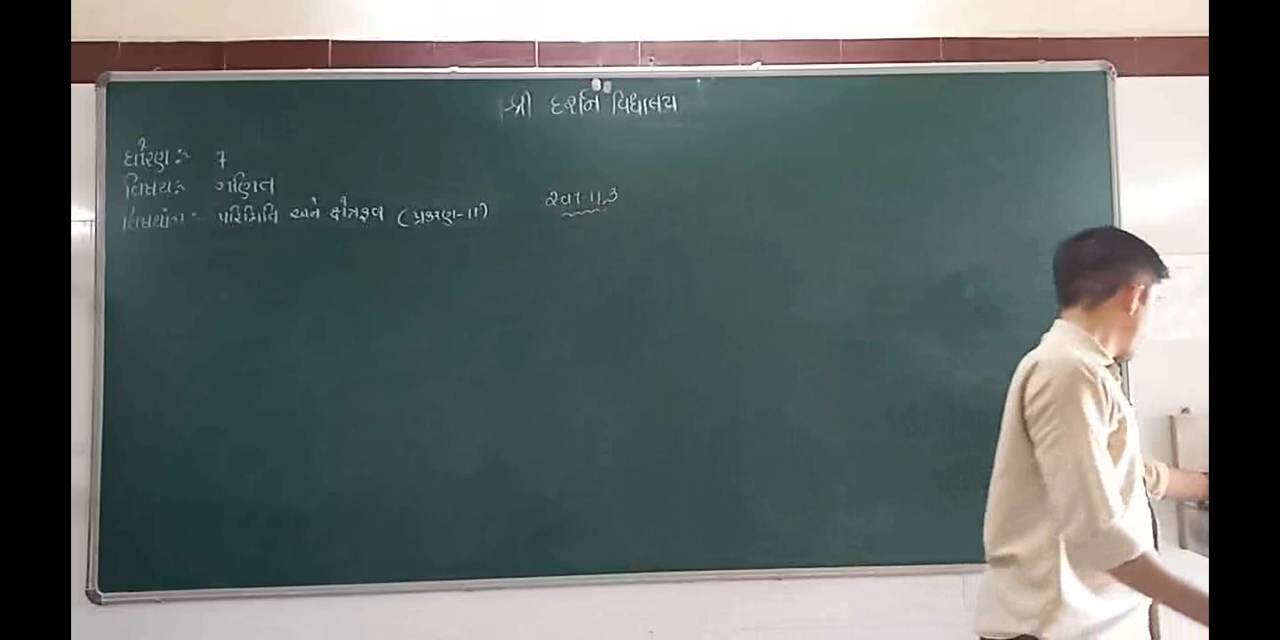 શ્રી દર્શન વિધાલય
ધોરણ :- 7
વિષય :- ગણિત
વિષયાંગ :- પરિમિતિ અને ક્ષેત્રફળ (પ્રકરણ-11)
સ્વા 11.3